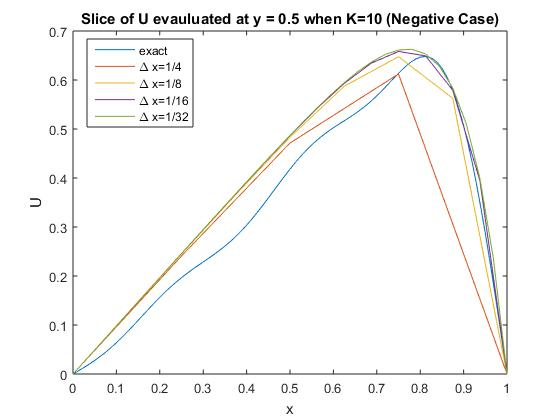 Slice of U evauluated at y = 0.5 when K=10 (Negative Case)
0.7
0.6
0.5
0.4
0.3
0.2
0.1
0
U
exact
Δ x=1/4
Δ x=1/8
Δ x=1/16
Δ x=1/32
0 0.1 0.2 0.3 0.4 0.5 0.6 0.7 0.8 0.9 1
x